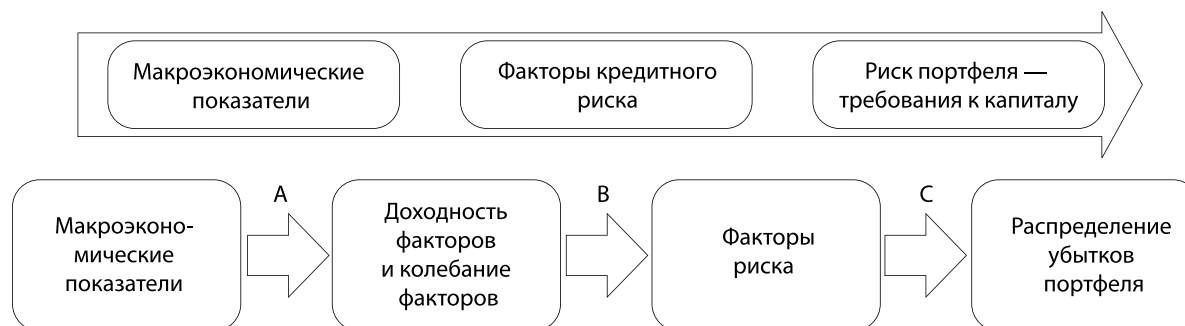 Макроэкономические
показатели
Факторы кредитного
риска
Риск портфеля —
требования к капиталу
A
B
C
Макроэконо-
мические
показатели
Доходность
факторов
и колебание
факторов
Факторы
риска
Распределение
убытков
портфеля